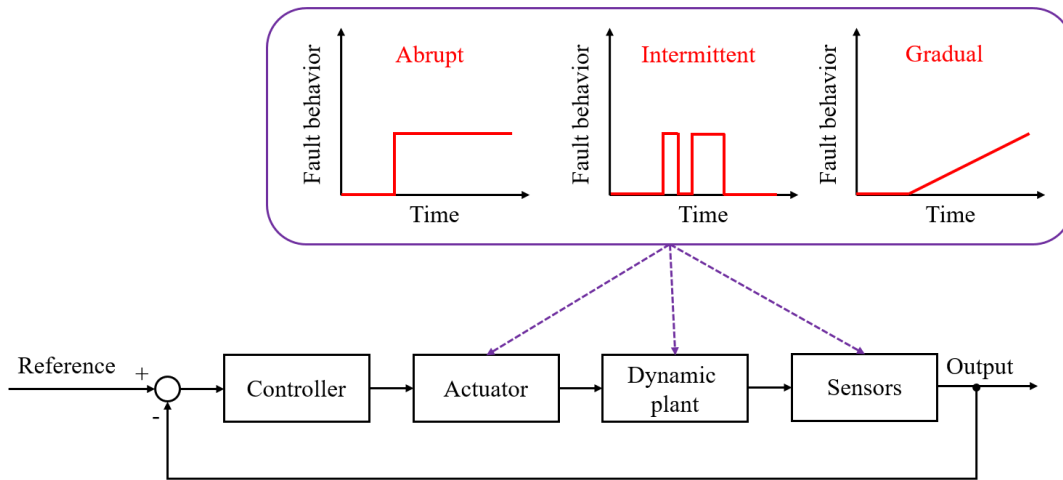 Abrupt
Fault behavior
Time
Intermittent
Fault behavior
Time
Gradual
Fault behavior
Time
Reference
+
-
Controller
Actuator
Dynamic
plant
Sensors
Output